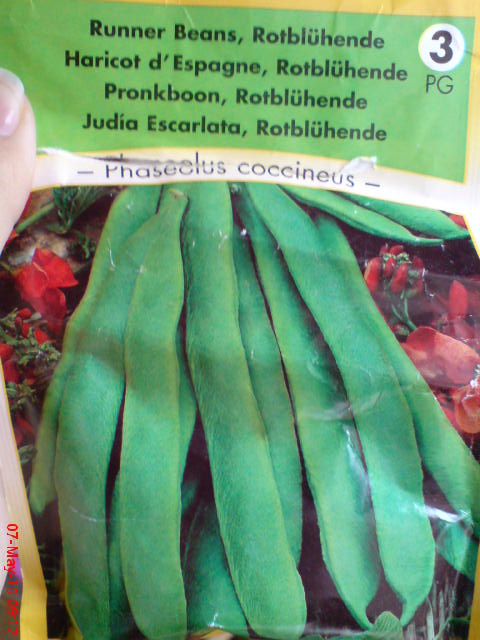 Runner Beans, Rotblühende
Haricot d'Espagne, Rotblühende
Pronkboon, Rotblühende
Judía Escarlata, Rotblühende
3
PG
– Phaseolus coccineus –